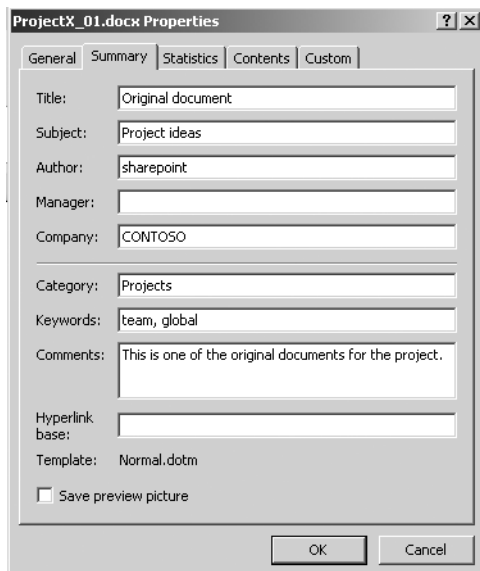 ProjectX_01.docx Properties
General Summary Statistics Contents Custom
Title: Original document
Subject: Project ideas
Author: sharepoint
Manager:
Company: CONTOSO
Category: Projects
Keywords: team, global
Comments: This is one of the original documents for the project.
Hyperlink
base:
Template: Normal.dotm
Save preview picture
OK Cancel